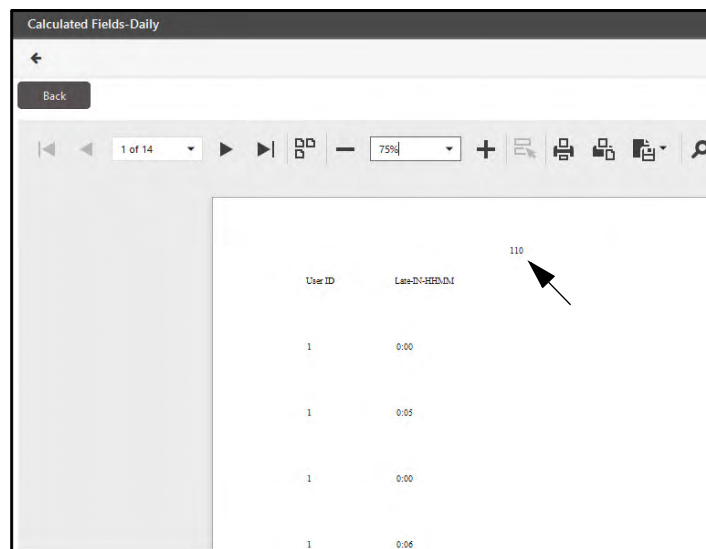 Calculated Fields-Daily
Back
1 of 14 75%
110
User ID Late-IN-HHMM
1 0:00
1 0:05
1 0:00
1 0:06